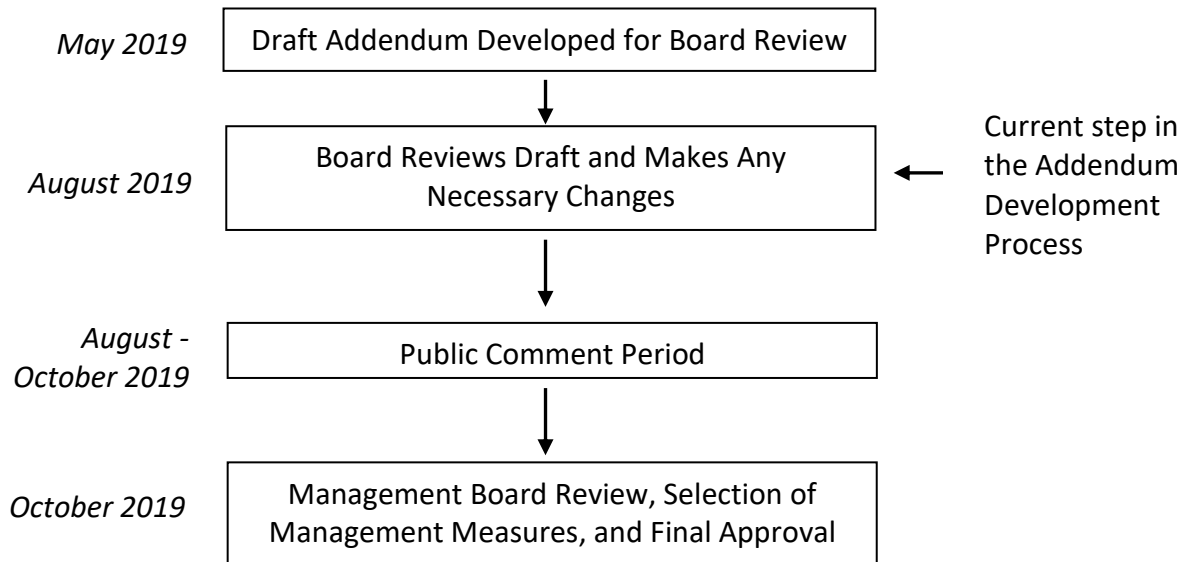 May 2019
Draft Addendum Developed for Board Review
August 2019
Board Reviews Draft and Makes Any
Necessary Changes
Current step in
the Addendum
Development
Process
August -
October 2019
Public Comment Period
October 2019
Management Board Review, Selection of
Management Measures, and Final Approval